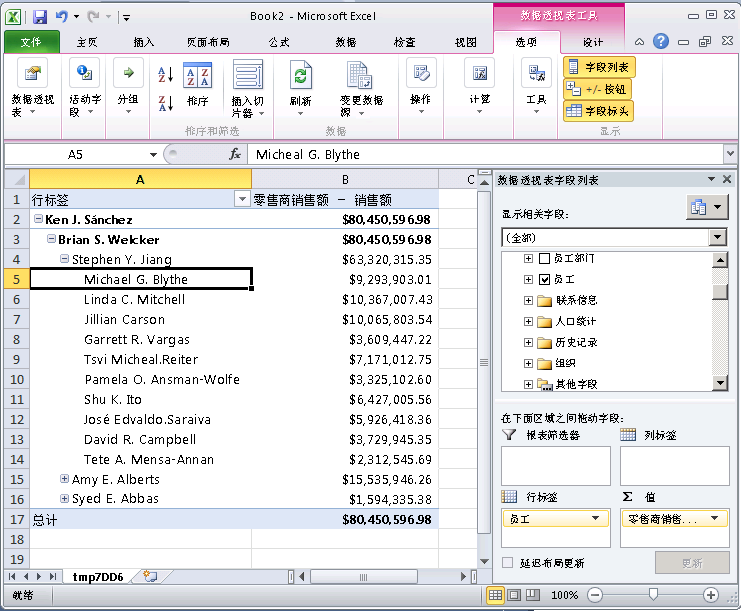 Book2 - Microsoft Excel
数据透视表工具
文件 主页 插入 页面布局 公式 数据 检查 视图 选项 设计
数据透视表
活动字段
分组
排序
插入切片器
刷新
变更数据源
操作
计算
工具
字段列表
+/- 按钮
字段标头
排序和筛选
数据
显示
A5
fx
Micheal G. Blythe
A B C
1 行标签 零售商销售额 - 销售额
2 Ken J. Sánchez $80,450,596.98
3 Brian S. Welcker $80,450,596.98
4 Stephen Y. Jiang $63,320,315.35
5 Michael G. Blythe $9,293,903.01
6 Linda C. Mitchell $10,367,007.43
7 Jillian Carson $10,065,803.54
8 Garrett R. Vargas $3,609,447.22
9 Tsvi Micheal.Reiter $7,171,012.75
10 Pamela O. Ansman-Wolfe $3,325,102.60
11 Shu K. Ito $6,427,005.56
12 José Edvaldo.Saraiva $5,926,418.36
13 David R. Campbell $3,729,945.35
14 Tete A. Mensa-Annan $2,312,545.69
15 Amy E. Alberts $15,535,946.26
16 Syed E. Abbas $1,594,335.38
17 总计 $80,450,596.98
18
19
tmp7DD6
就绪
100%
数据透视表字段列表
显示相关字段:
(全部)
员工部门
员工
联系信息
人口统计
历史记录
组织
其他字段
在下面区域之间拖动字段:
报表筛选器
列标签
行标签
Σ 值
员工
零售商销售...
延迟布局更新
更新